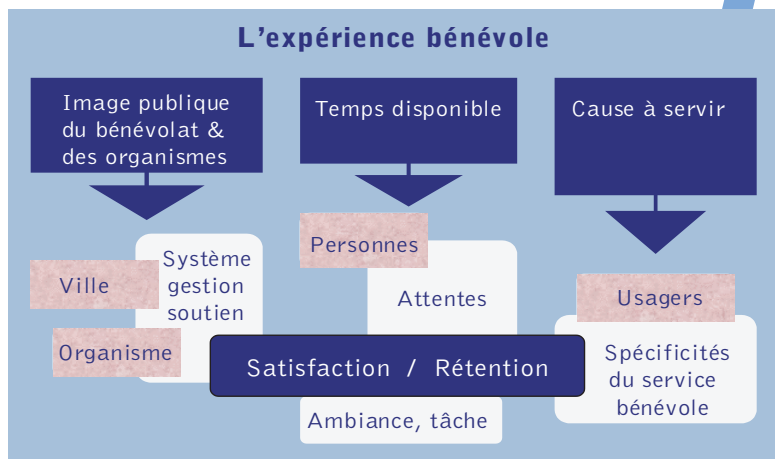 L'expérience bénévole
Image publique
du bénévolat &
des organismes
Temps disponible
Cause à servir
Ville
Organisme
Système
gestion
soutien
Personnes
Attentes
Usagers
Spécificités
du service
bénévole
Satisfaction / Rétention
Ambiance, tâche